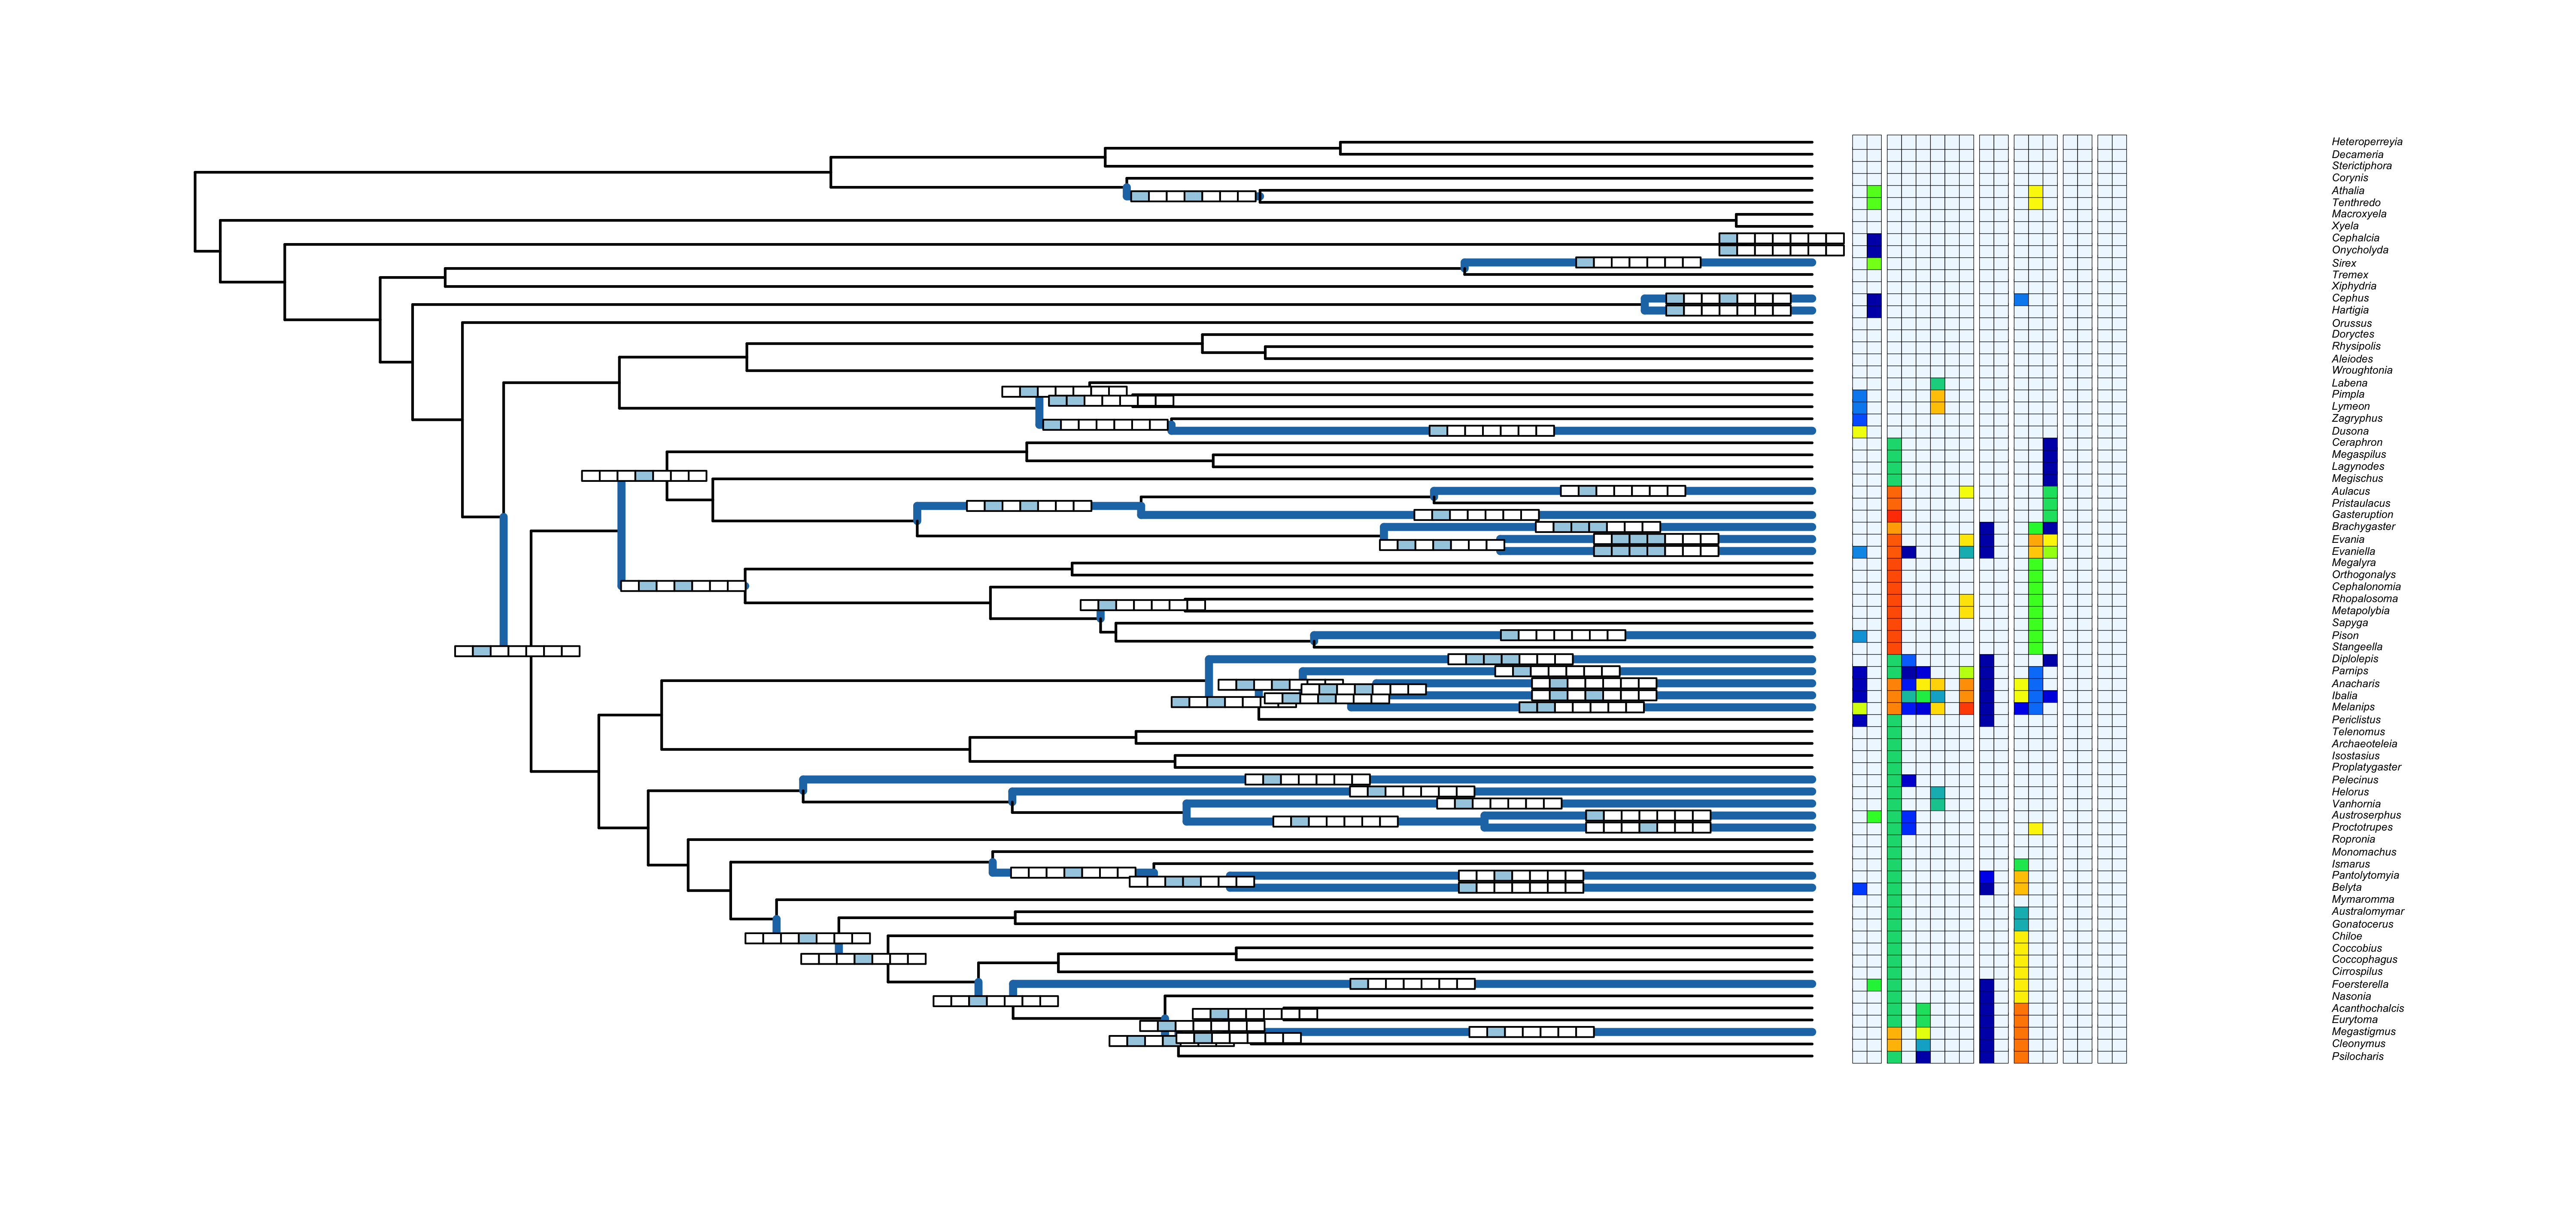 Heteroperreyia
Decameria
Sterictiphora
Corynis
Athalia
Tenthredo
Macroxyela
Xyela
Cephalcia
Onycholyda
Sirex
Tremex
Xiphydria
Cephus
Hartigia
Orussus
Doryctes
Rhysipolis
Aleiodes
Wroughtonia
Labena
Pimpla
Lymeon
Zagryphus
Dusona
Ceraphron
Megaspilus
Lagynodes
Megischus
Aulacus
Pristaulacus
Gasteruption
Brachygaster
Evania
Evaniella
Megalyra
Orthogonalys
Cephalonomia
Rhopalosoma
Metapolybia
Sapyga
Pison
Stangeella
Diplolepis
Parnips
Anacharis
Ibalia
Melanips
Periclistus
Telenomus
Archaeoteleia
Isostasius
Proplatygaster
Pelecinus
Helorus
Vanhornia
Austroserphus
Proctotrupes
Ropronia
Monomachus
Ismarus
Pantolytomyia
Belyta
Mymaromma
Australomymar
Gonatocerus
Chiloe
Coccobius
Coccophagus
Cirrospilus
Foersterella
Nasonia
Acanthochalcis
Eurytoma
Megastigmus
Cleonymus
Psilocharis